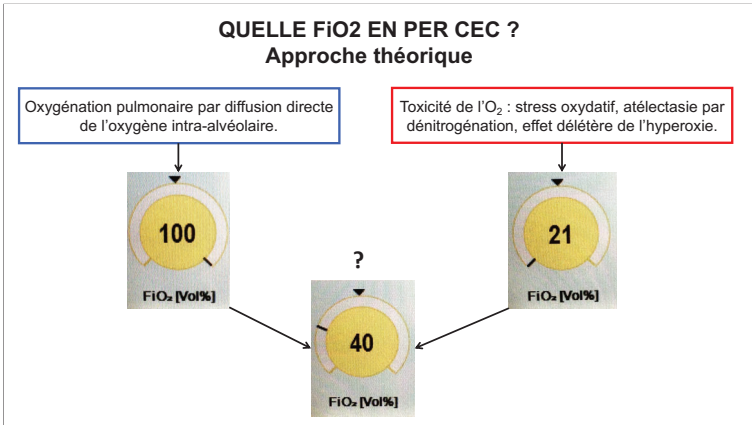 QUELLE FiO2 EN PER CEC ?
Approche théorique
Oxygénation pulmonaire par diffusion directe
de l'oxygène intra-alvéolaire.
Toxicité de l'O₂ : stress oxydatif, atélectasie par
dénitrogénation, effet délétère de l'hyperoxie.
100
FiO₂ [Vol%]
21
FiO₂ [Vol%]
?
40
FiO₂ [Vol%]